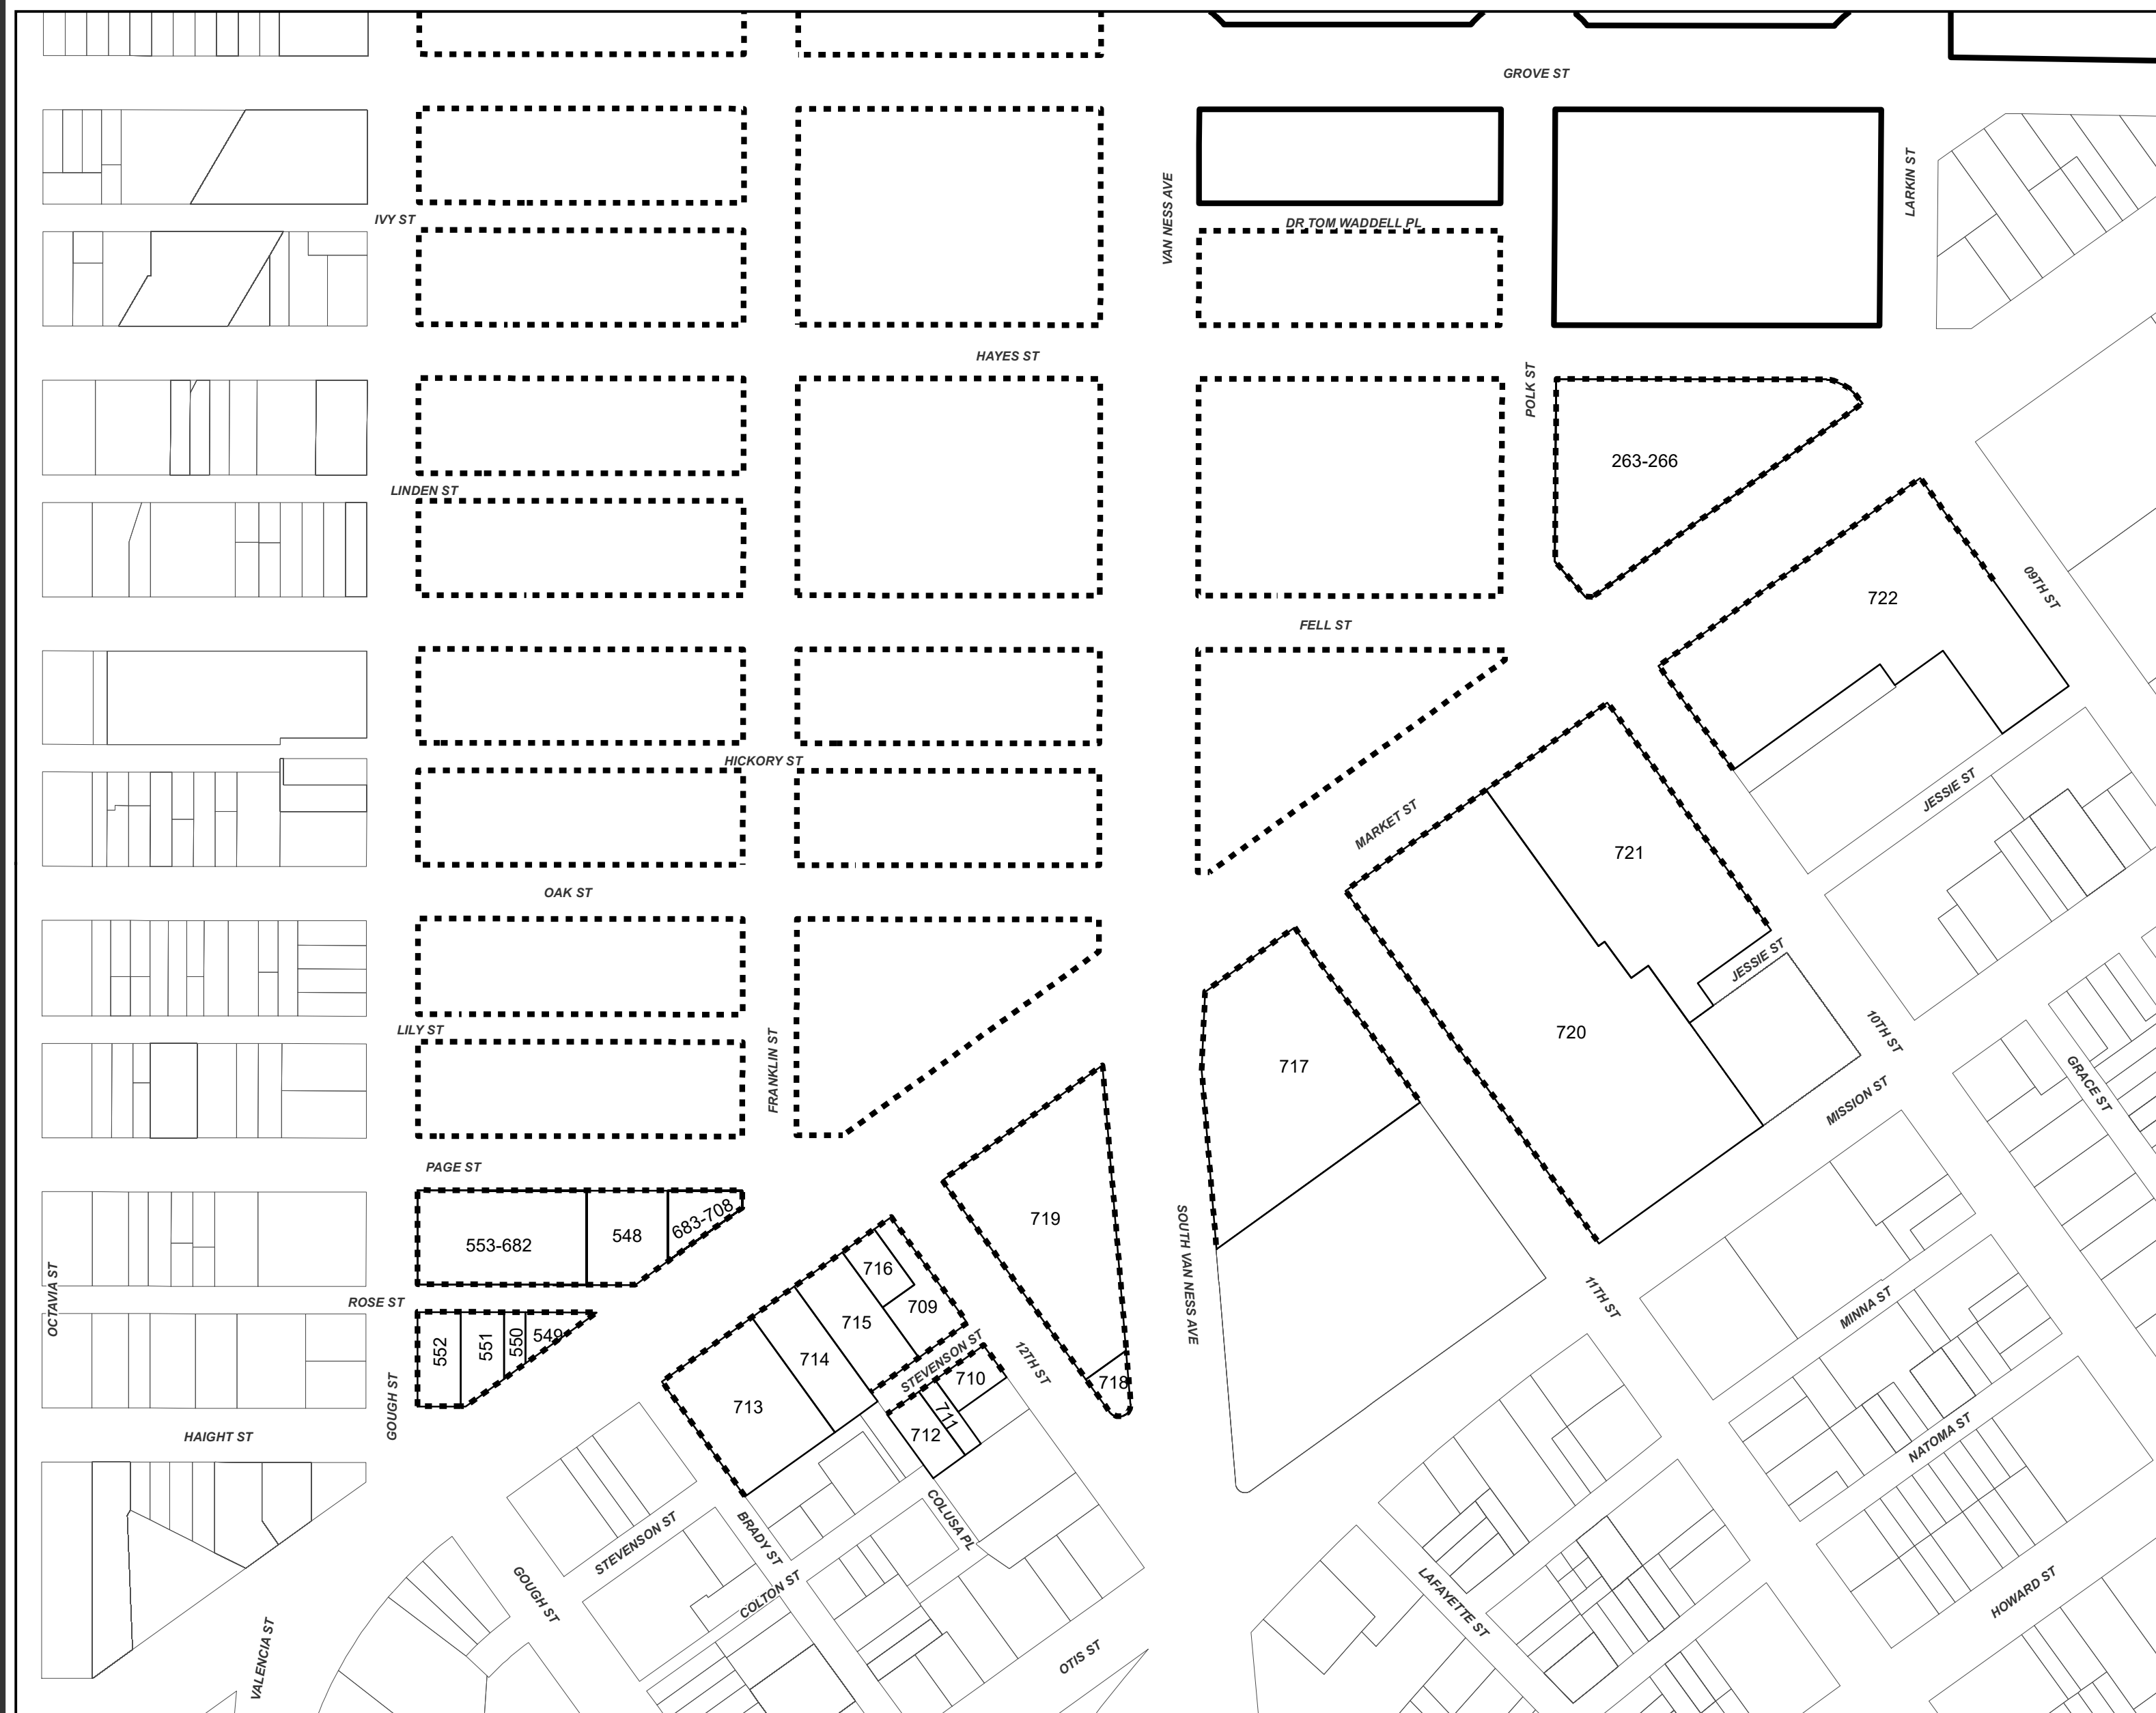 GROVE ST
LARKIN ST
VAN NESS AVE
IVY ST
DR TOM WADDELL PL
HAYES ST
POLK ST
263-266
LINDEN ST
09TH ST
722
FELL ST
HICKORY ST
MARKET ST
JESSIE ST
721
OAK ST
JESSIE ST
LILY ST
FRANKLIN ST
717
720
10TH ST
GRACE ST
MISSION ST
PAGE ST
683-708
719
553-682
548
SOUTH VAN NESS AVE
OCTAVIA ST
716
ROSE ST
709
11TH ST
MINNA ST
552
551
550
549
715
714
STEVENSON ST
12TH ST
710
718
GOUGH ST
713
711
712
HAIGHT ST
NATOMA ST
COLUSA PL
STEVENSON ST
BRADY ST
GOUGH ST
COLTON ST
LAFAYETTE ST
HOWARD ST
VALENCIA ST
OTIS ST